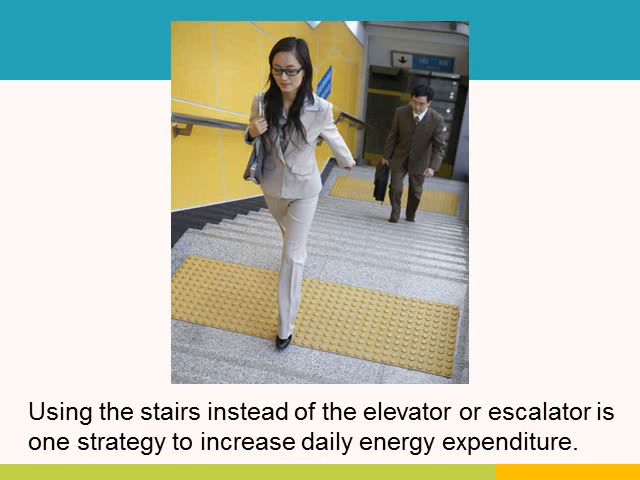 Using the stairs instead of the elevator or escalator is
one strategy to increase daily energy expenditure.